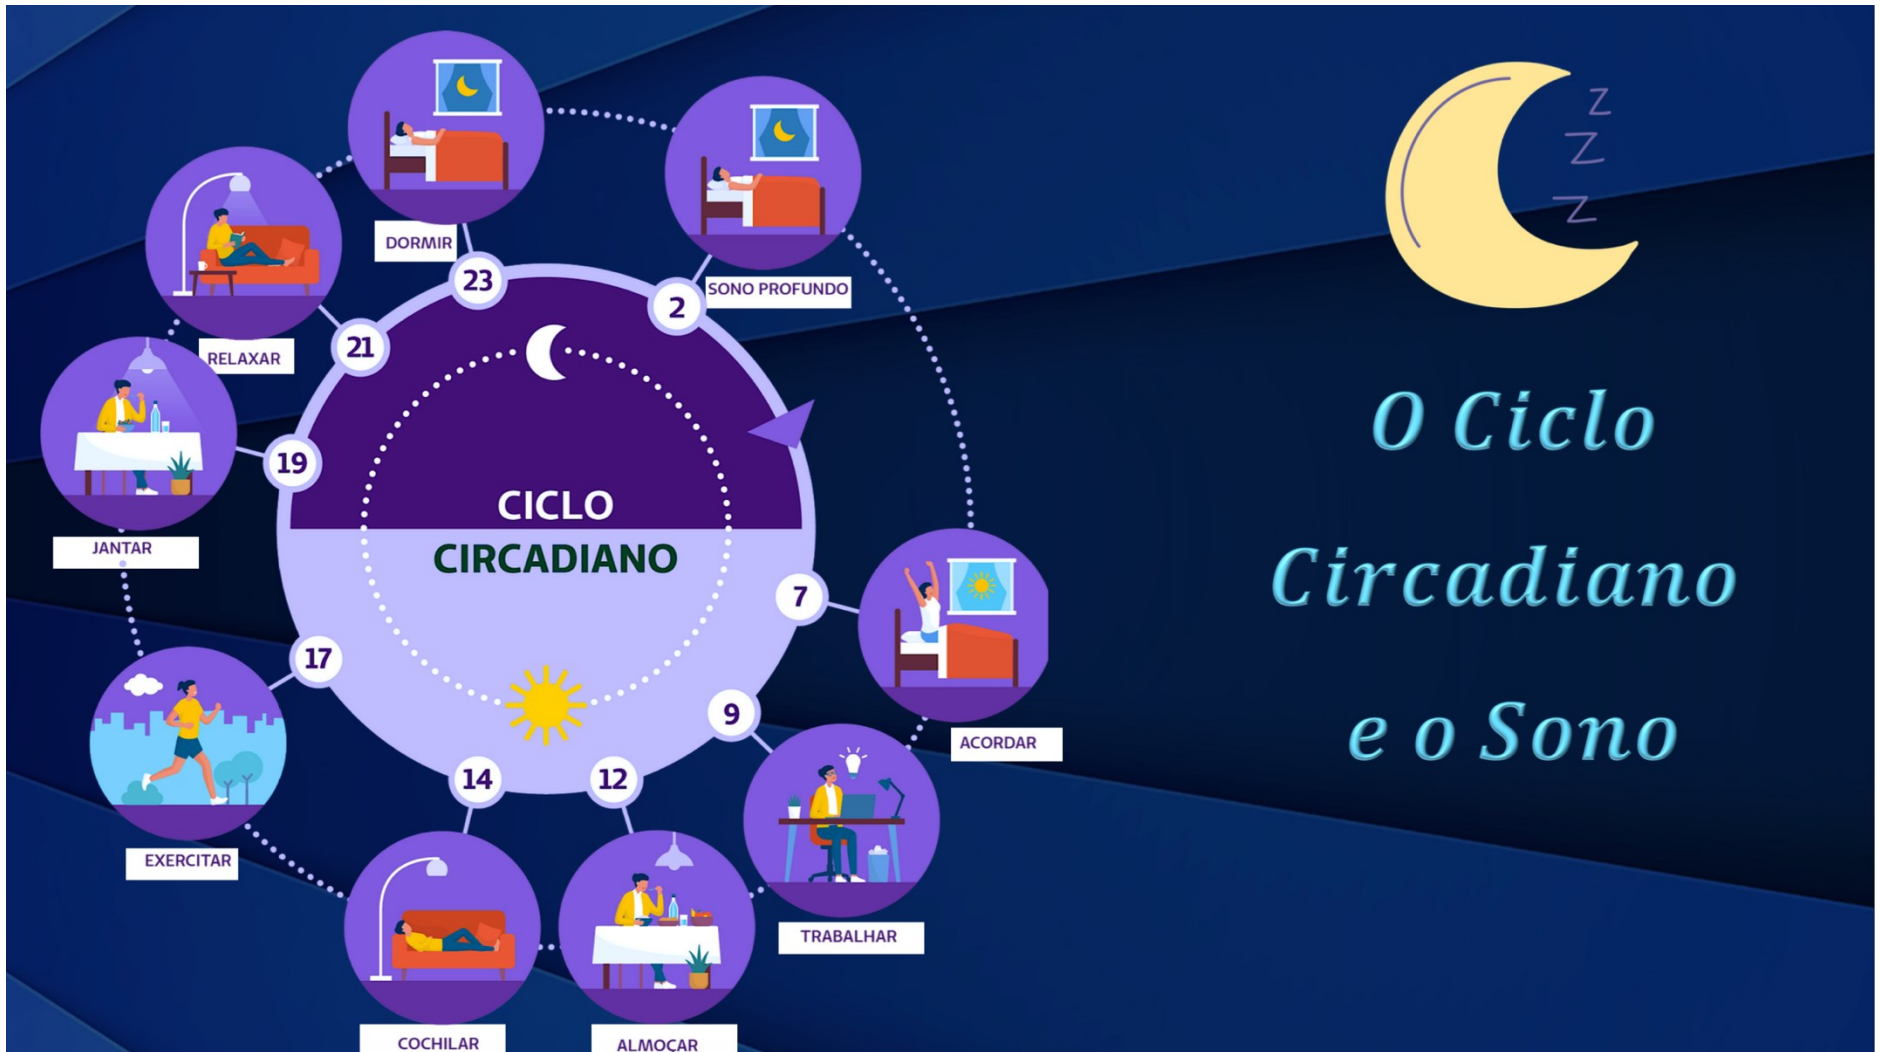 DORMIR
SONO PROFUNDO
23
2
RELAXAR
21
JANTAR
19
CICLO
CIRCADIANO
7
ACORDAR
17
9
EXERCITAR
14
12
TRABALHAR
COCHILAR
ALMOÇAR
Z
Z
Z
O Ciclo
Circadiano
e o Sono